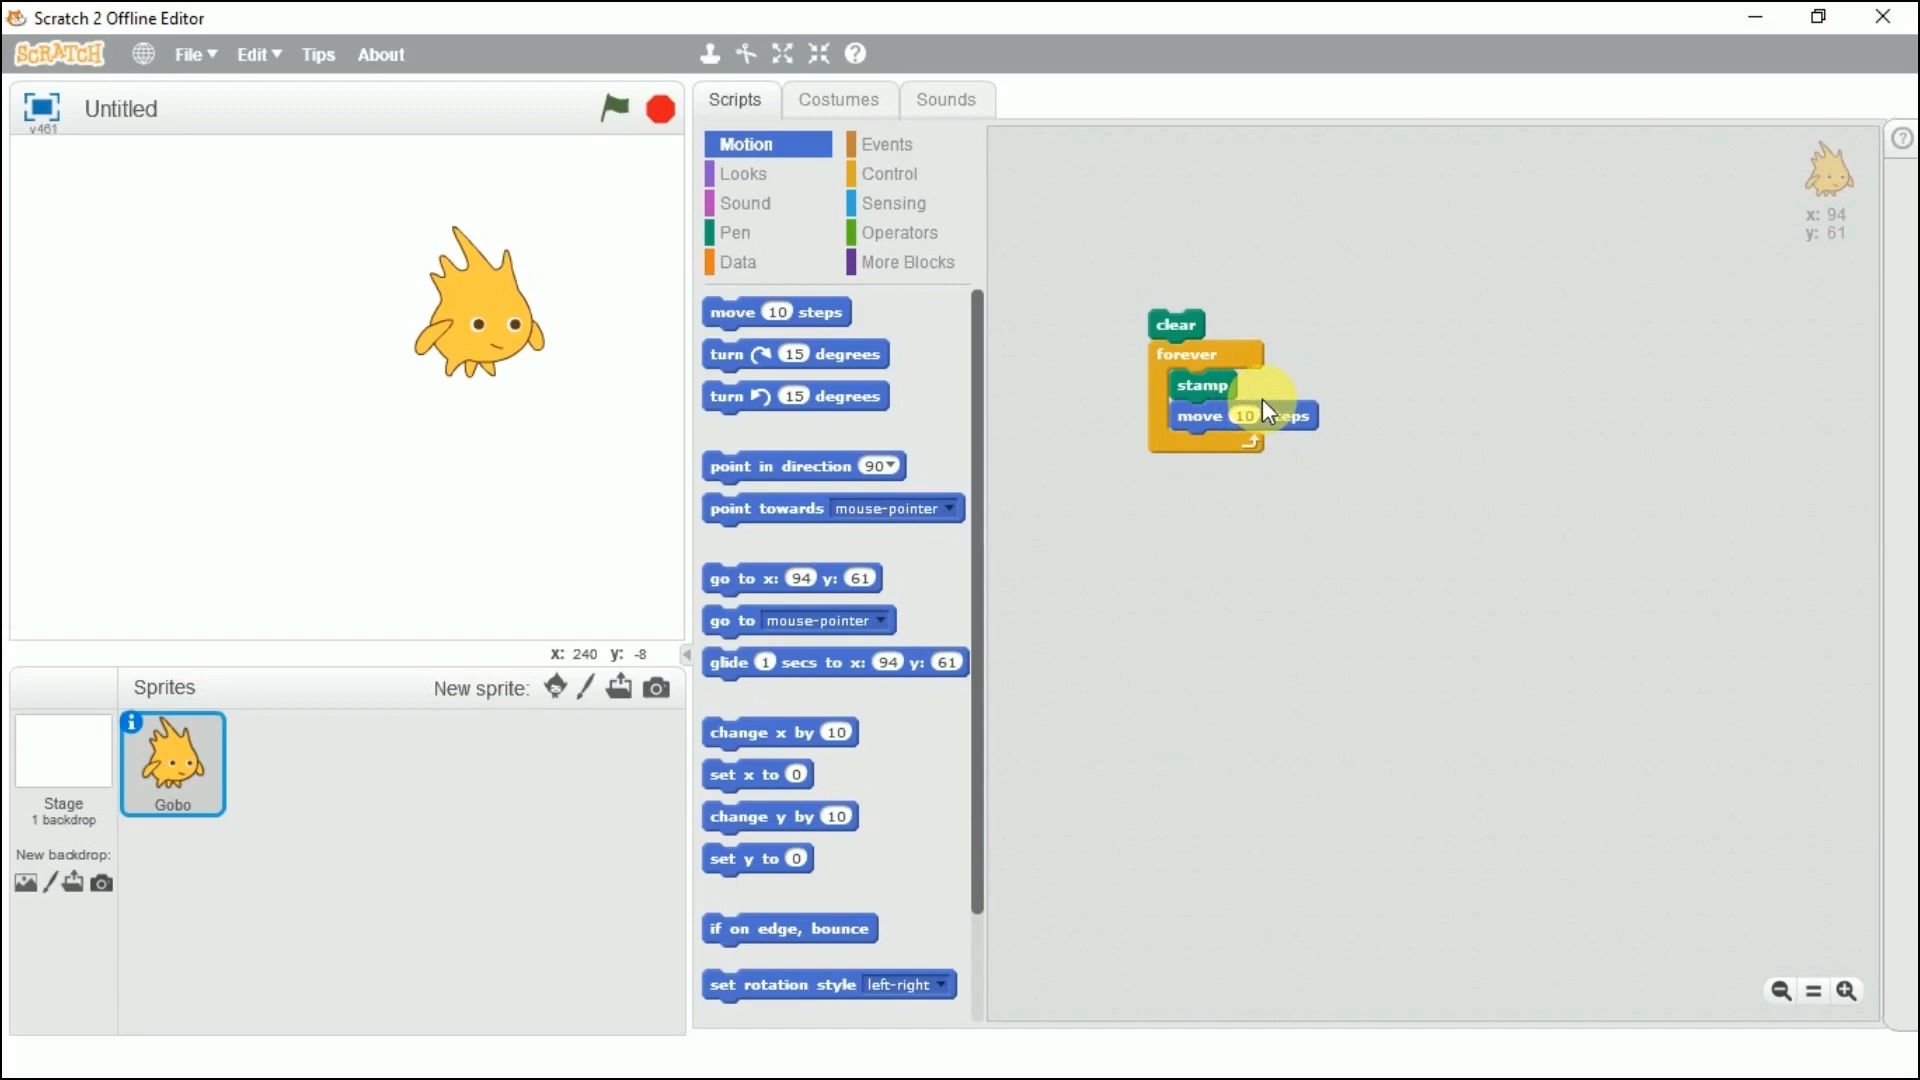 Scratch 2 Offline Editor
SCRATCH File Edit Tips About
v461 Untitled
Scripts Costumes Sounds
Motion Events
Looks Control
Sound Sensing
Pen Operators
Data More Blocks
move 10 steps
turn 15 degrees
turn 15 degrees
point in direction 90
point towards mouse-pointer
go to x: 94 y: 61
go to mouse-pointer
glide 1 secs to x: 94 y: 61
change x by 10
set x to 0
change y by 10
set y to 0
if on edge, bounce
set rotation style left-right
clear
forever
stamp
move 10
x: 94
y: 61
x: 240 y: -8
Sprites New sprite:
Gobo
Stage
1 backdrop
New backdrop: